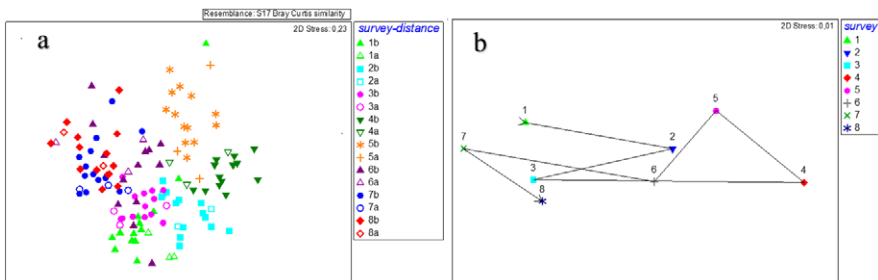 Resemblance: S17 Bray Curtis similarity
a
2D Stress: 0,23
survey-distance
1b
1a
2b
2a
3b
3a
4b
4a
5b
5a
6b
6a
7b
7a
8b
8a
b
2D Stress: 0,01
survey
1
2
3
4
5
6
7
8
5
1
7
2
3
6
4
8